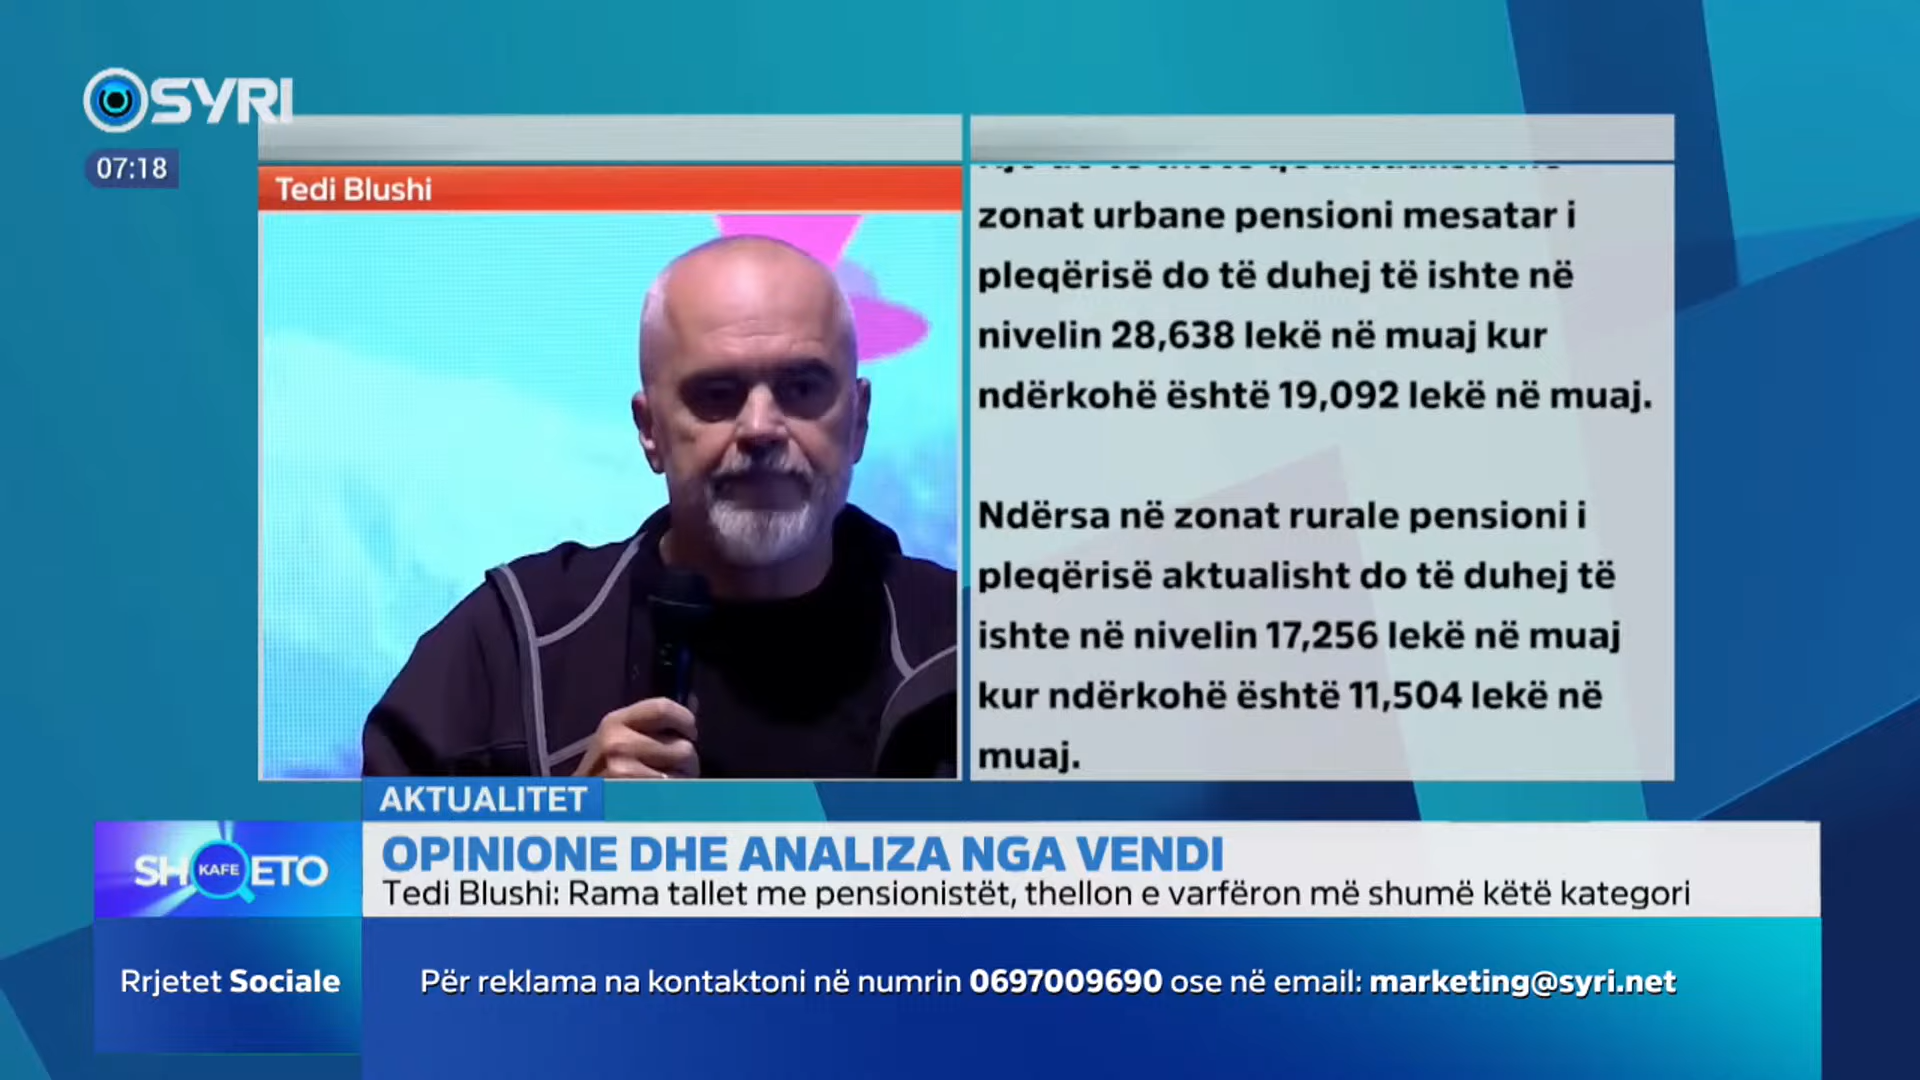 SYRI
07:18
Tedi Blushi
zonat urbane pensioni mesatar i
pleqërisë do të duhej të ishte në
nivelin 28,638 lekë në muaj kur
ndërkohë është 19,092 lekë në muaj.
Ndërsa në zonat rurale pensioni i
pleqërisë aktualisht do të duhej të
ishte në nivelin 17,256 lekë në muaj
kur ndërkohë është 11,504 lekë në
muaj.
AKTUALITET
SHQETO
KAFE
OPINIONE DHE ANALIZA NGA VENDI
Tedi Blushi: Rama tallet me pensionistët, thellon e varfëron më shumë këtë kategori
Rrjetet Sociale
Për reklama na kontaktoni në numrin 0697009690 ose në email: marketing@syri.net